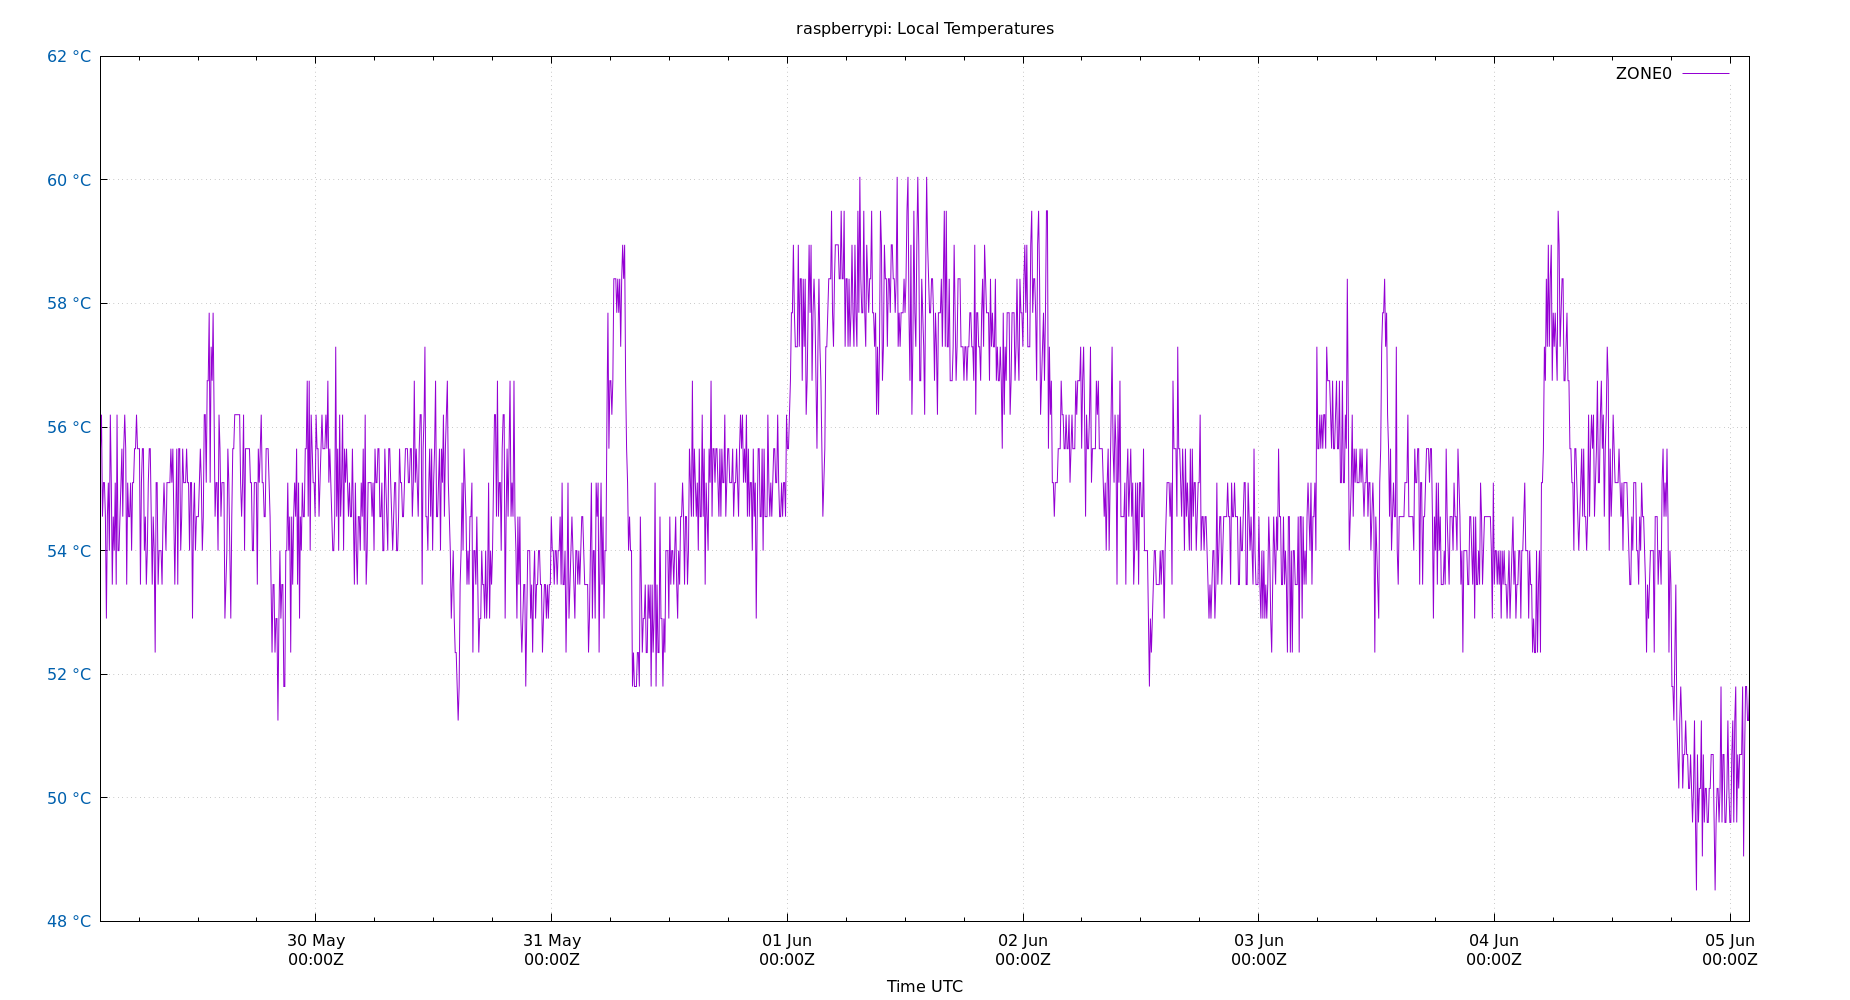 raspberrypi: Local Temperatures
62 °C
ZONE0
60 °C
58 °C
56 °C
54 °C
52 °C
50 °C
48 °C
30 May 31 May 01 Jun 02 Jun 03 Jun 04 Jun 05 Jun
00:00Z 00:00Z 00:00Z 00:00Z 00:00Z 00:00Z 00:00Z
Time UTC